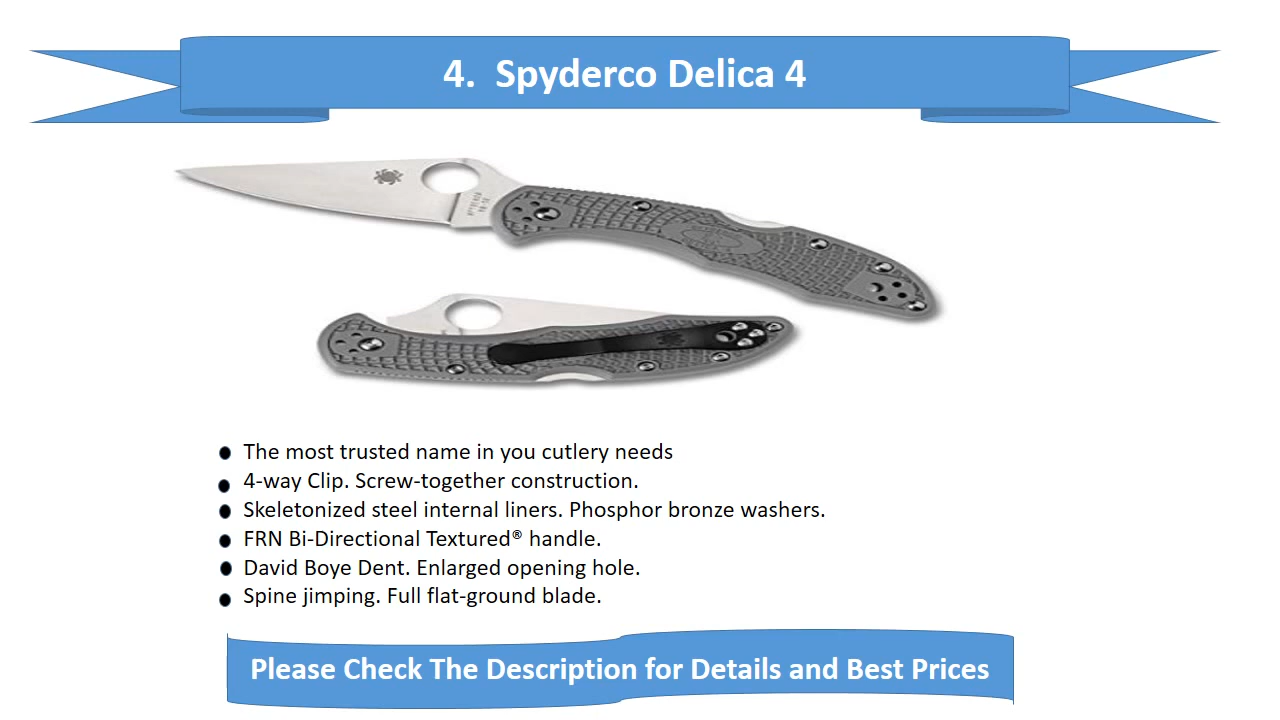 4. Spyderco Delica 4
The most trusted name in you cutlery needs
4-way Clip. Screw-together construction.
Skeletonized steel internal liners. Phosphor bronze washers.
FRN Bi-Directional Textured® handle.
David Boye Dent. Enlarged opening hole.
Spine jimping. Full flat-ground blade.
Please Check The Description for Details and Best Prices